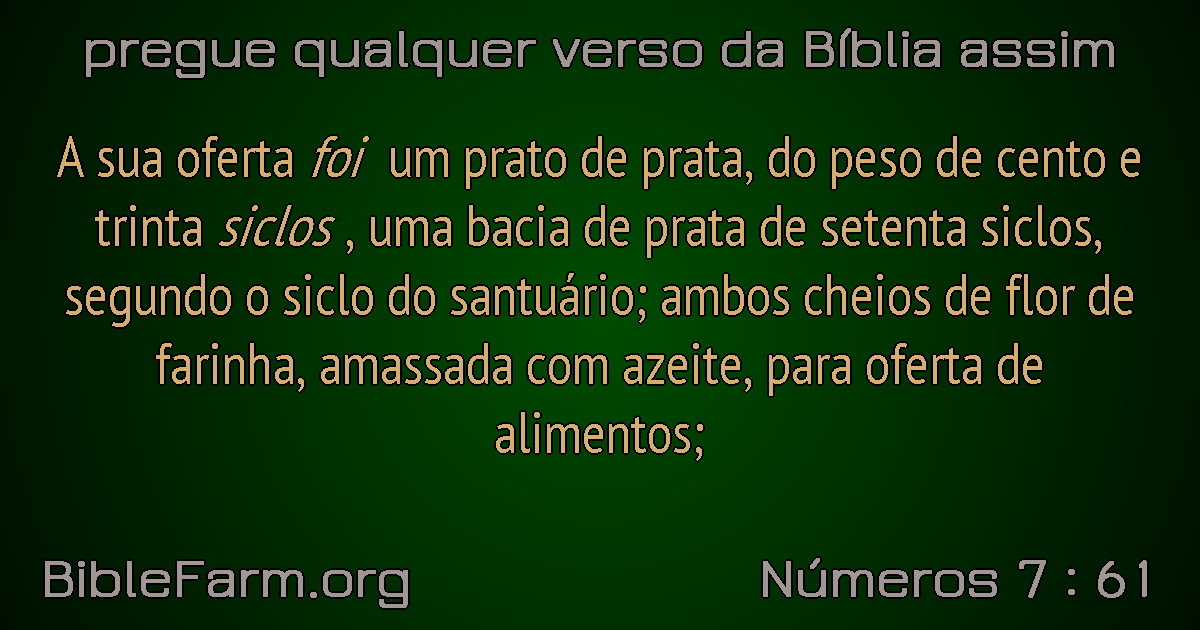 pregue qualquer verso da Bíblia assim
A sua oferta foi um prato de prata, do peso de cento e
trinta siclos , uma bacia de prata de setenta siclos,
segundo o siclo do santuário; ambos cheios de flor de
farinha, amassada com azeite, para oferta de
alimentos;
BibleFarm.org
Números 7 : 61